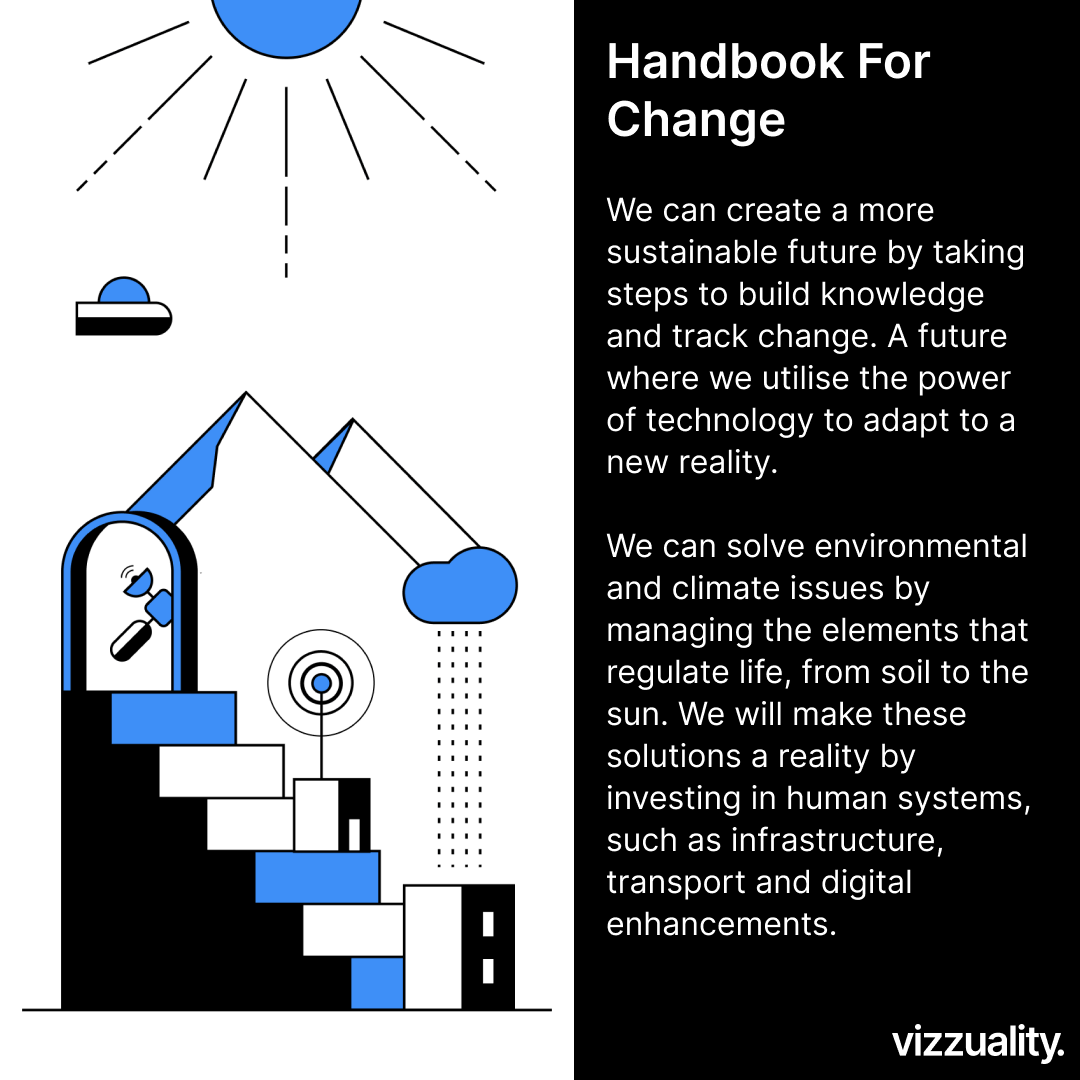 Handbook For
Change
We can create a more
sustainable future by taking
steps to build knowledge
and track change. A future
where we utilise the power
of technology to adapt to a
new reality.
We can solve environmental
and climate issues by
managing the elements that
regulate life, from soil to the
sun. We will make these
solutions a reality by
investing in human systems,
such as infrastructure,
transport and digital
enhancements.
vizzuality.